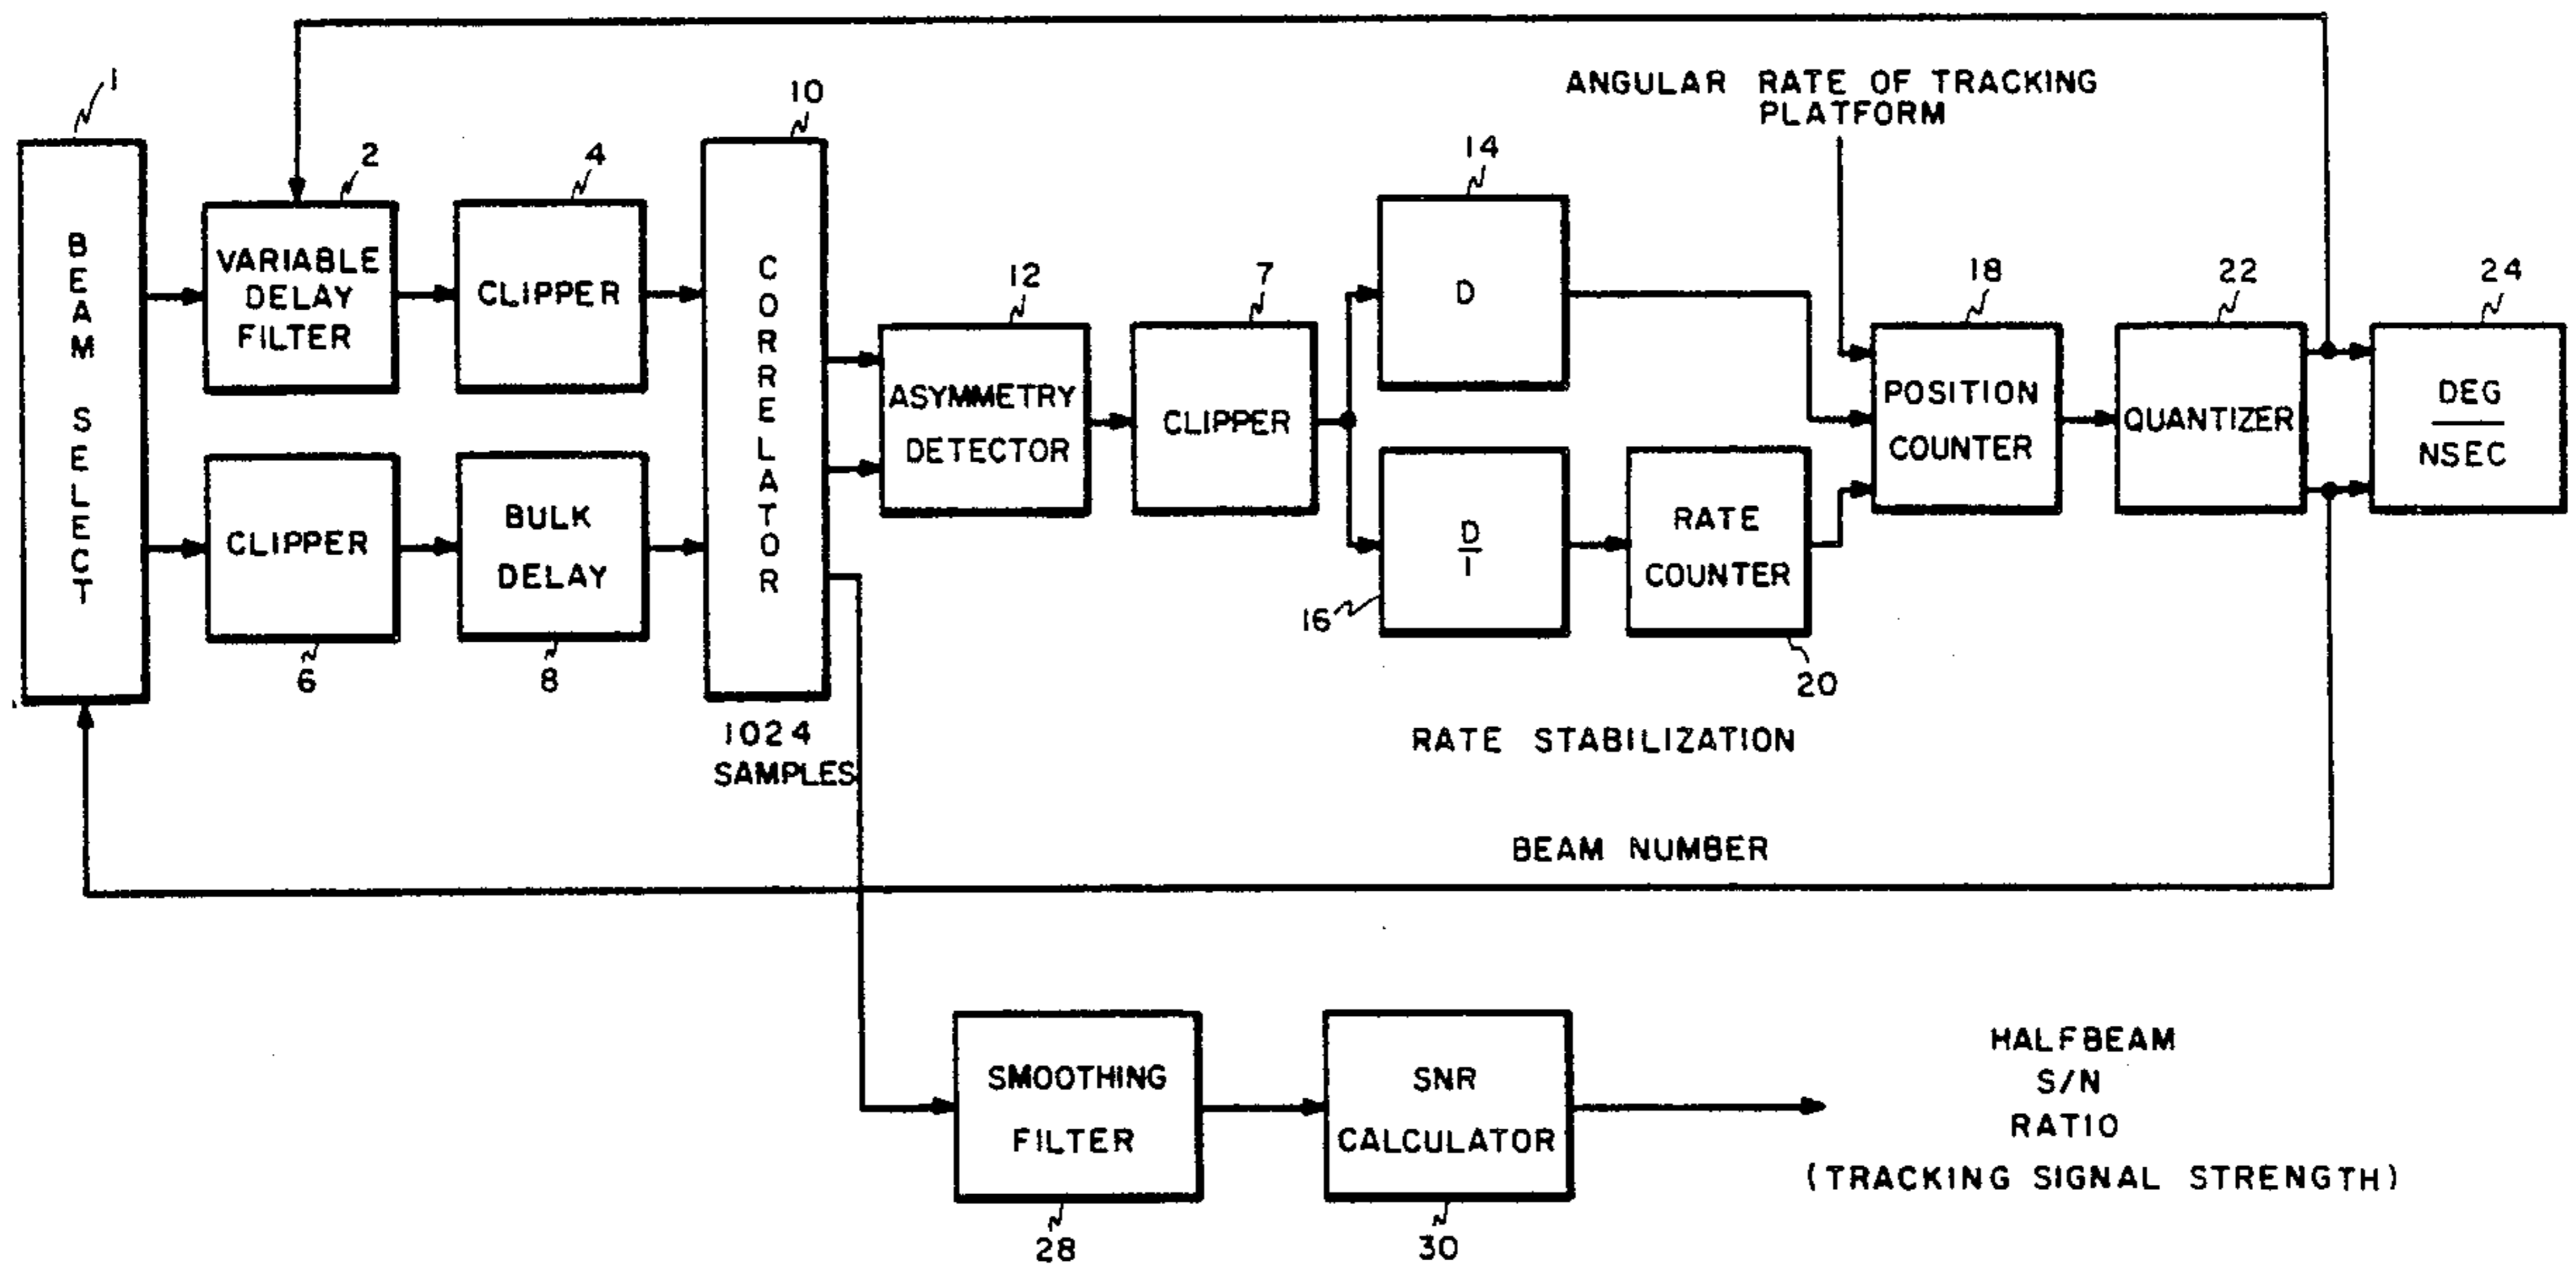 ANGULAR RATE OF TRACKING
PLATFORM
1
BEAM SELECT
2
VARIABLE
DELAY
FILTER
4
CLIPPER
6
CLIPPER
8
BULK
DELAY
10
CORRELATOR
1024
SAMPLES
12
ASYMMETRY
DETECTOR
7
CLIPPER
14
D
16
D
I
20
RATE
COUNTER
18
POSITION
COUNTER
22
QUANTIZER
24
DEG
NSEC
RATE STABILIZATION
BEAM NUMBER
28
SMOOTHING
FILTER
30
SNR
CALCULATOR
HALFBEAM
S/N
RATIO
(TRACKING SIGNAL STRENGTH)